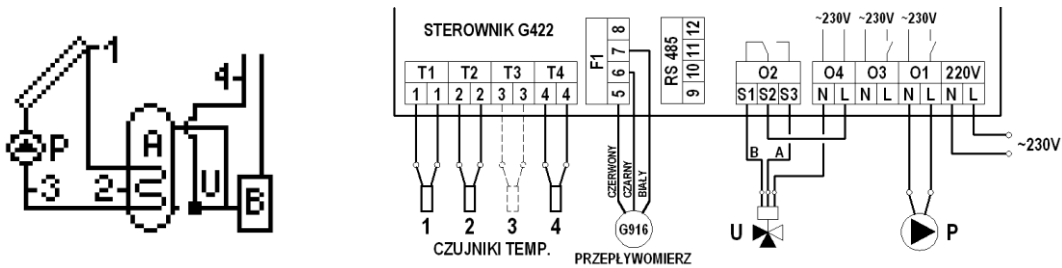 1
4
P
A
3
2
U
B
STEROWNIK G422
~230V ~230V ~230V
F1 5 6 7 8
RS 485 9 10 11 12
T1 T2 T3 T4
1 1 2 2 3 3 4 4
O2 O4 O3 O1 220V
S1 S2 S3 N L N L N L N L
~230V
B A
CZERWONY
CZARNY
BIAŁY
1 2 3 4
CZUJNIKI TEMP.
G916
PRZEPŁYWOMIERZ
U
P